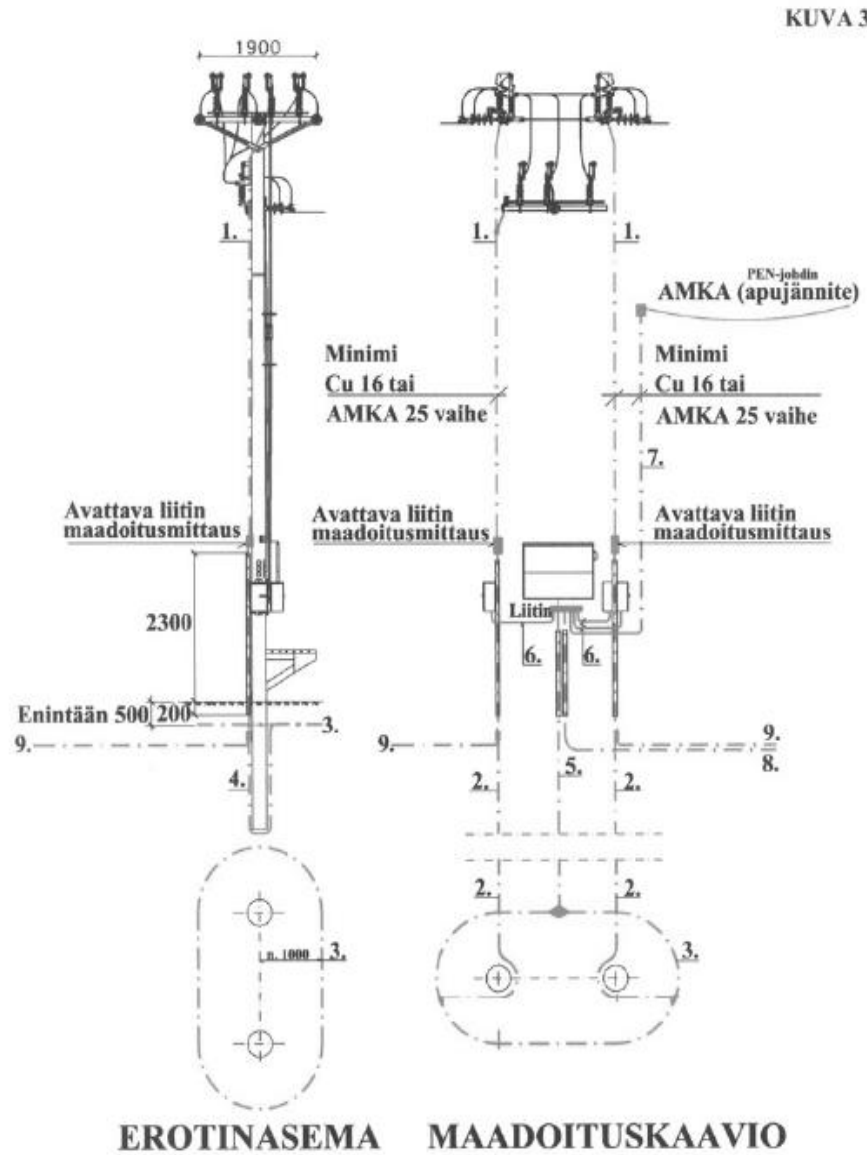 KUVA 3
1900
1.
1.
1.
PEN-johdin
AMKA (apujännite)
Minimi
Cu 16 tai
AMKA 25 vaihe
Minimi
Cu 16 tai
AMKA 25 vaihe
7.
Avattava liitin
maadoitusmittaus
Avattava liitin
maadoitusmittaus
Avattava liitin
maadoitusmittaus
2300
Liitin
6.
6.
Enintään 500
200
3.
9.
9.
9.
8.
4.
2.
5.
2.
2.
2.
n. 1000
3.
3.
EROTINASEMA
MAADOITUSKAAVIO